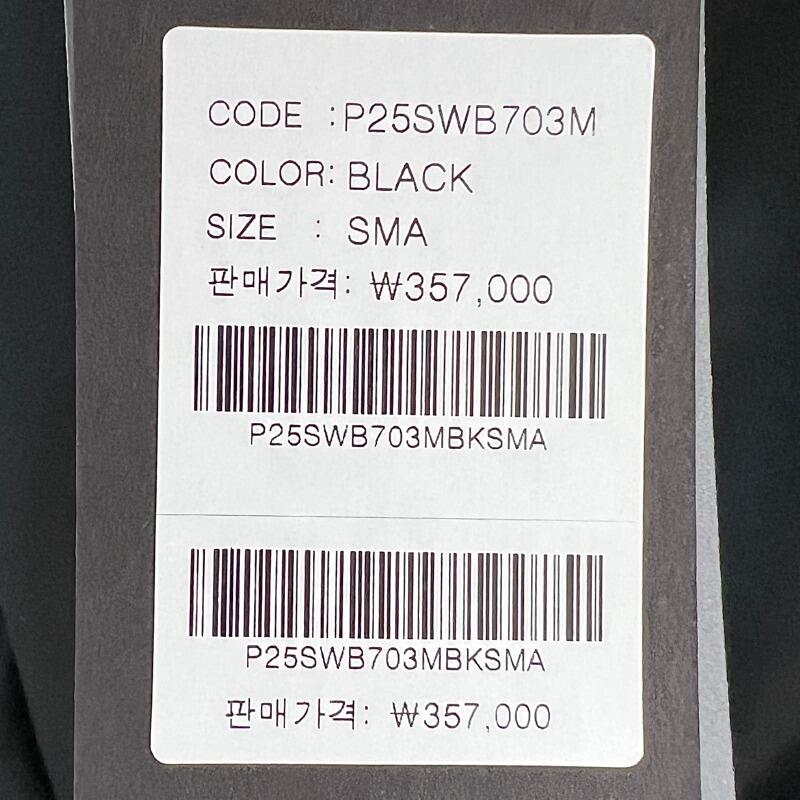 CODE : P25SWB703M
COLOR: BLACK
SIZE : SMA
판매가격: ₩357,000
P25SWB703MBKSMA
P25SWB703MBKSMA
판매가격: ₩357,000